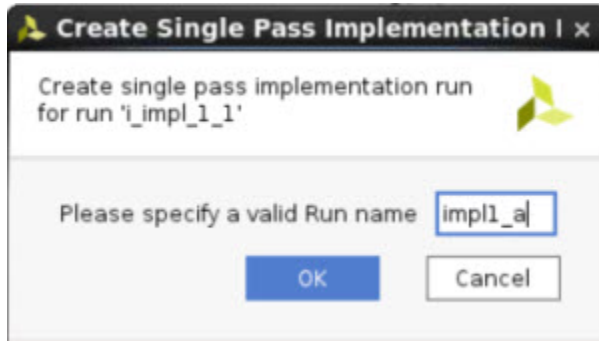 Create Single Pass Implementation I
Create single pass implementation run
for run 'i_impl_1_1'
Please specify a valid Run name impl1_a
OK Cancel